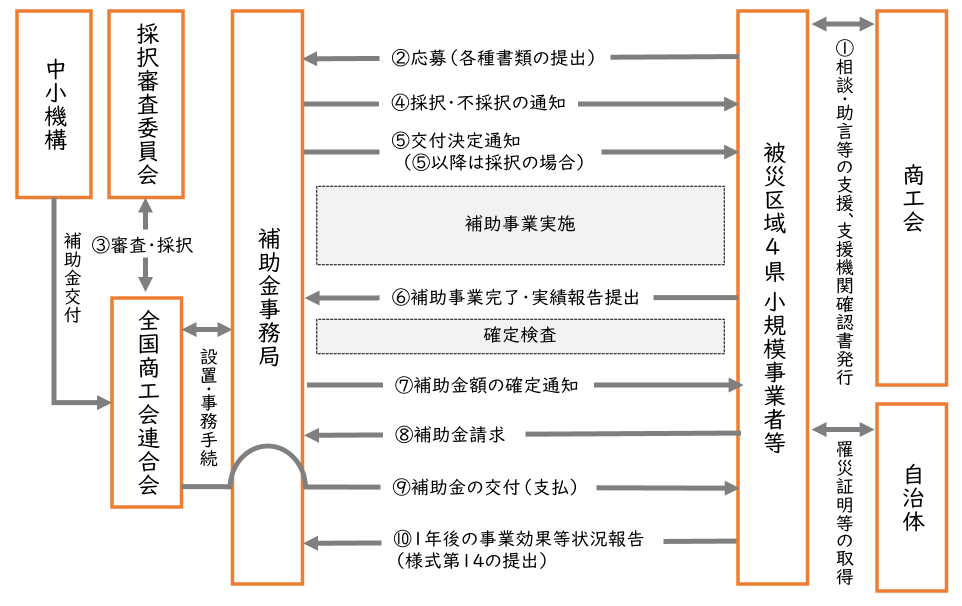 中小機構
採択審査委員会
補助金交付
③審査・採択
全国商工会連合会
設置・事務手続
補助金事務局
②応募（各種書類の提出）
④採択・不採択の通知
⑤交付決定通知
（⑤以降は採択の場合）
補助事業実施
⑥補助事業完了・実績報告提出
確定検査
⑦補助金額の確定通知
⑧補助金請求
⑨補助金の交付（支払）
⑩1年後の事業効果等状況報告
（様式第14の提出）
被災区域4県 小規模事業者等
①相談・助言等の支援、支援機関確認書発行
商工会
罹災証明等の取得
自治体